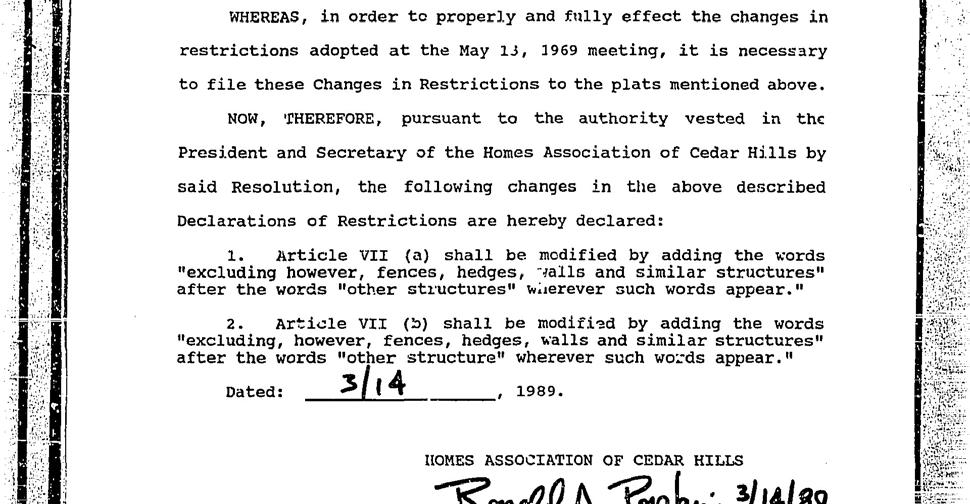 WHEREAS, in order to properly and fully effect the changes in
restrictions adopted at the May 13, 1969 meeting, it is necessary
to file these Changes in Restrictions to the plats mentioned above.
NOW, THEREFORE, pursuant to the authority vested in the
President and Secretary of the Homes Association of Cedar Hills by
said Resolution, the following changes in the above described
Declarations of Restrictions are hereby declared:
1. Article VII (a) shall be modified by adding the words
"excluding however, fences, hedges, walls and similar structures"
after the words "other structures" wherever such words appear."
2. Article VII (b) shall be modified by adding the words
"excluding, however, fences, hedges, walls and similar structures"
after the words "other structure" wherever such words appear."
Dated: 3/14, 1989.
HOMES ASSOCIATION OF CEDAR HILLS
Ronald A. 3/14/89